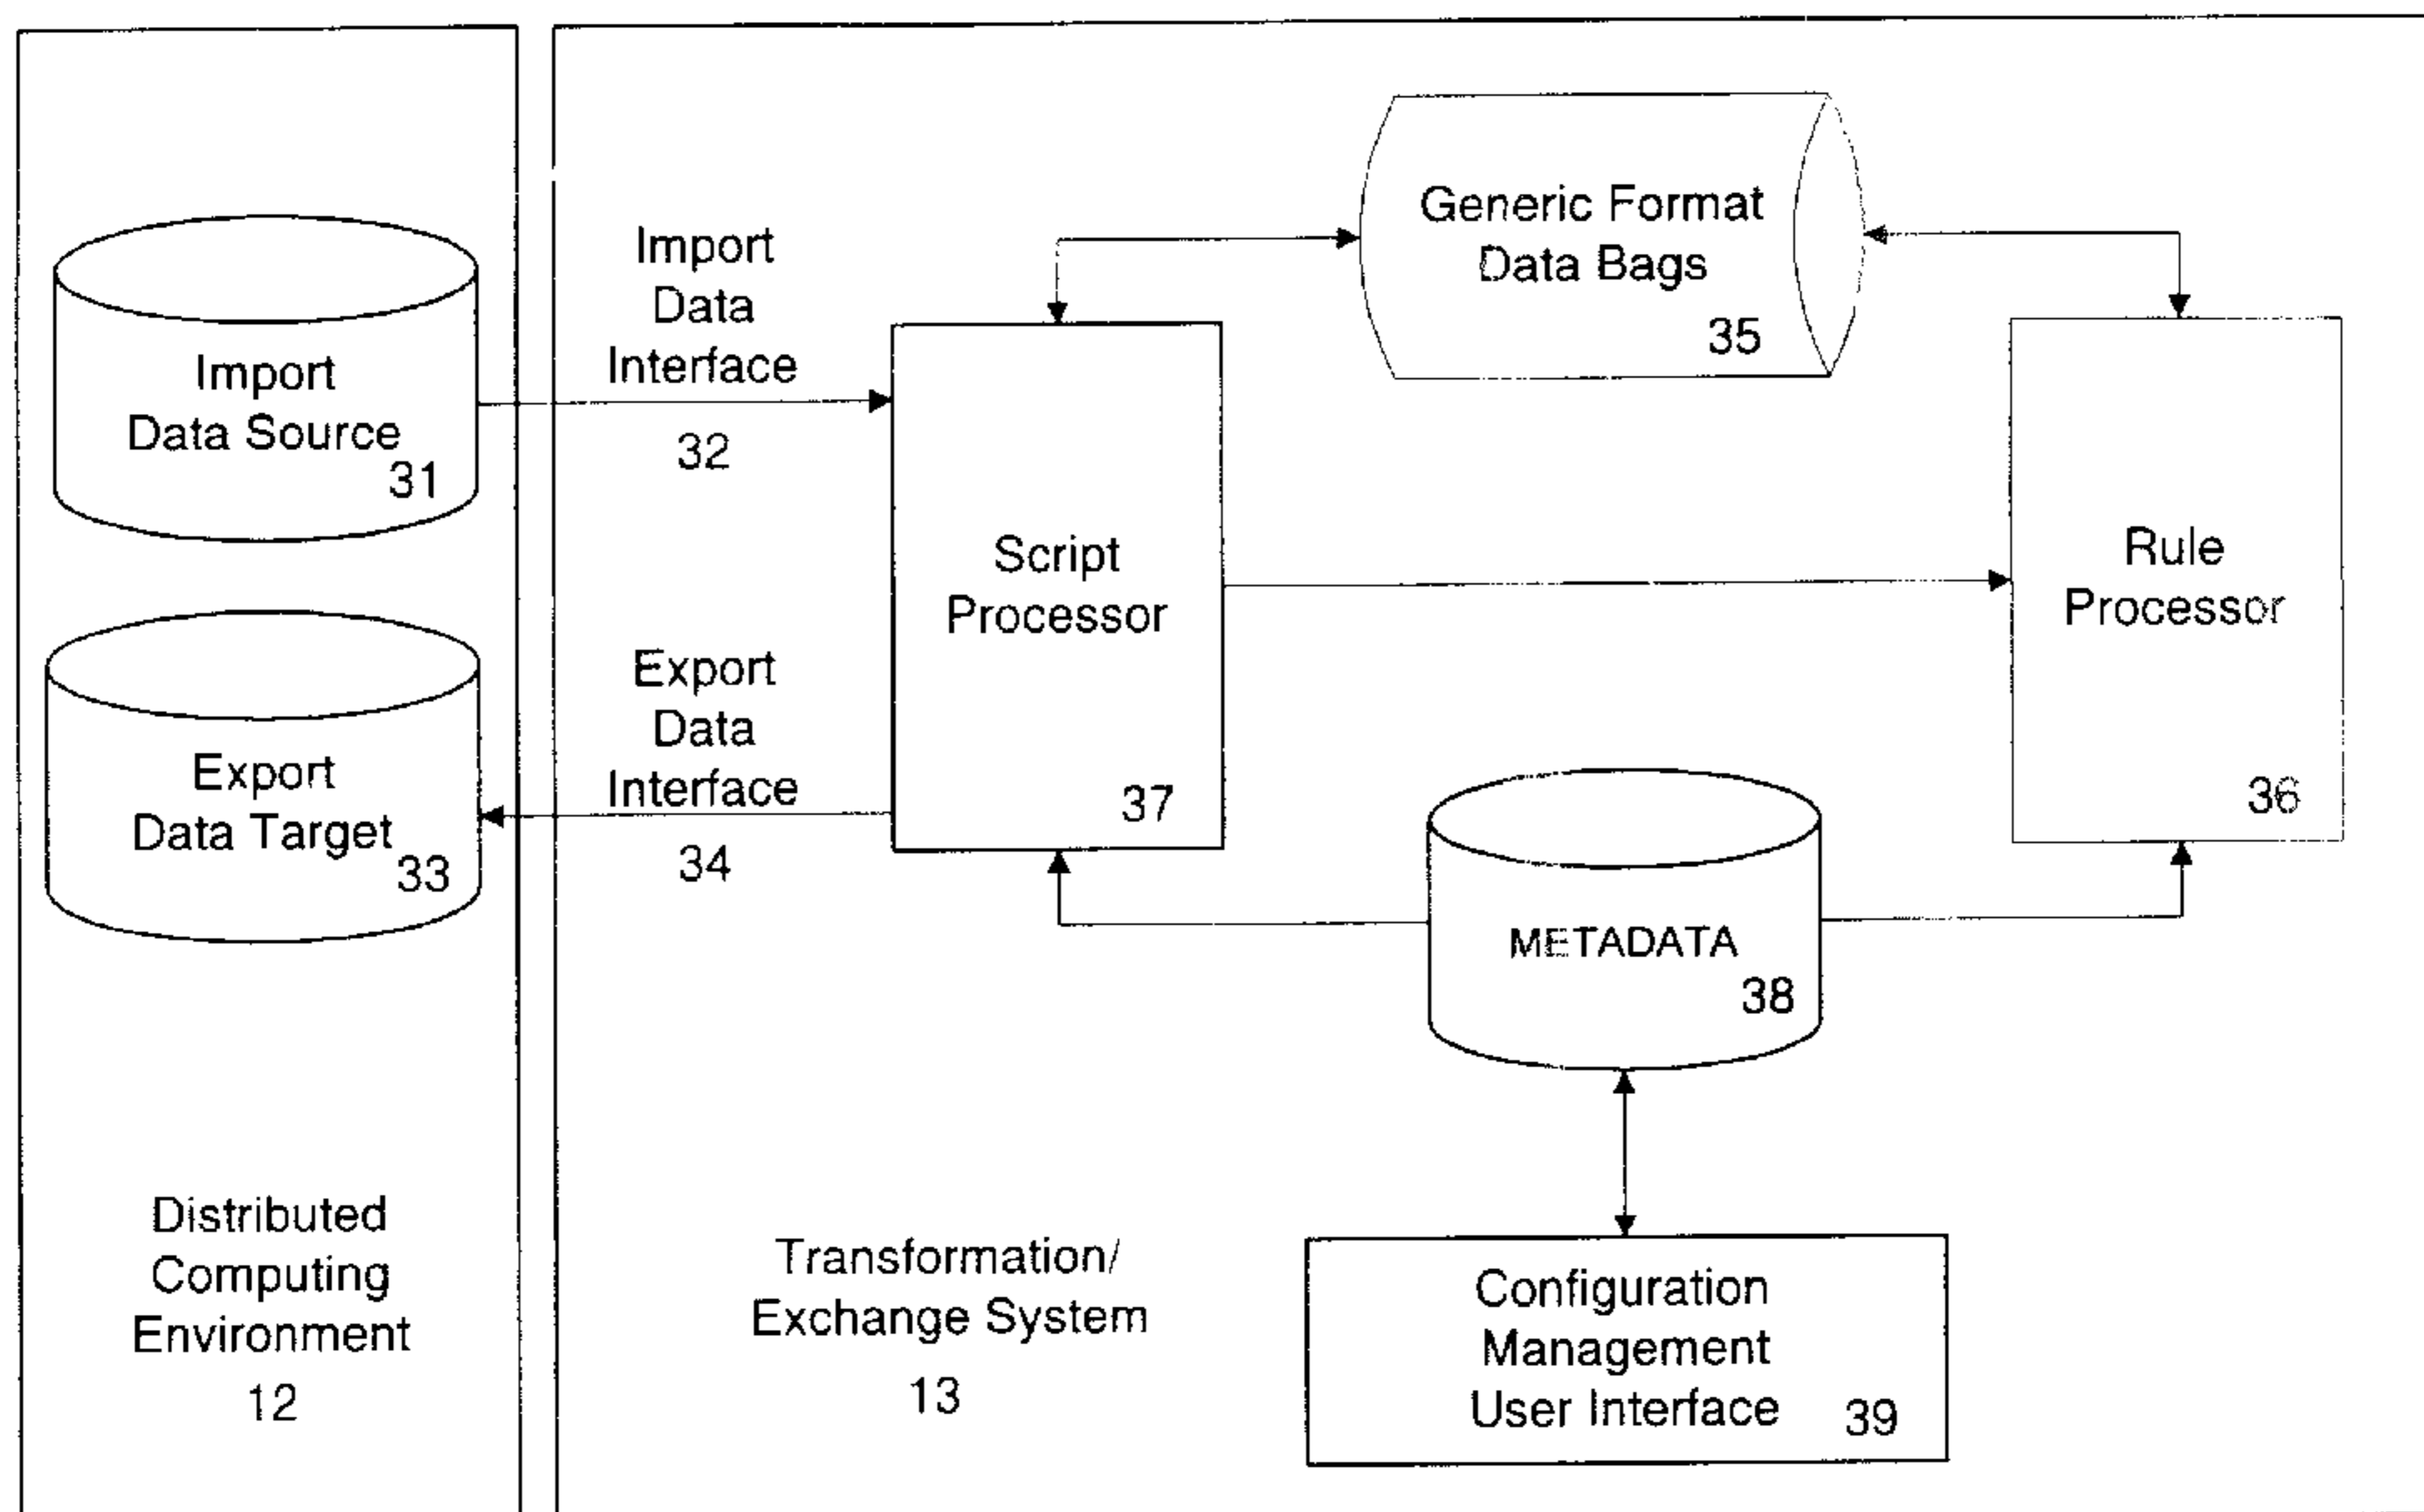 Import
Data Source
31
Export
Data Target
33
Distributed
Computing
Environment
12
Import
Data
Interface
32
Export
Data
Interface
34
Script
Processor
37
Generic Format
Data Bags
35
Rule
Processor
36
METADATA
38
Transformation/
Exchange System
13
Configuration
Management
User Interface
39